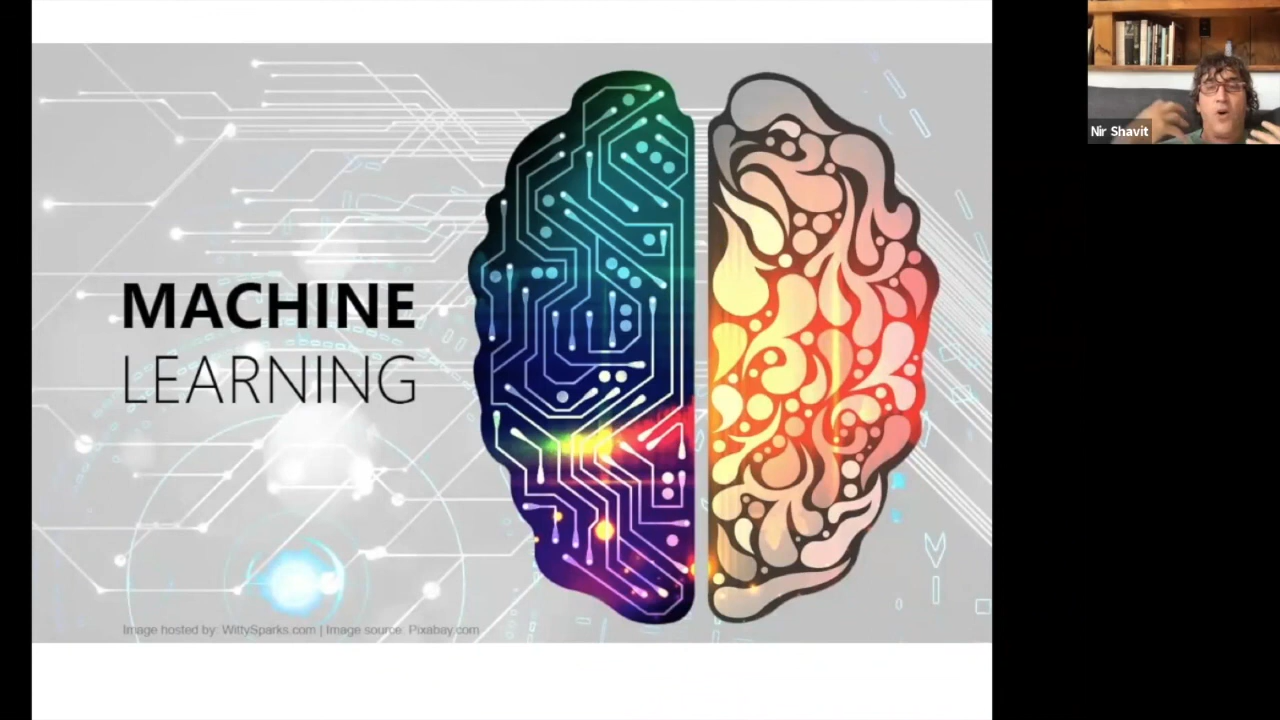 MACHINE
LEARNING
Image hosted by: WittySparks.com | Image source: Pixabay.com
Nir Shavit